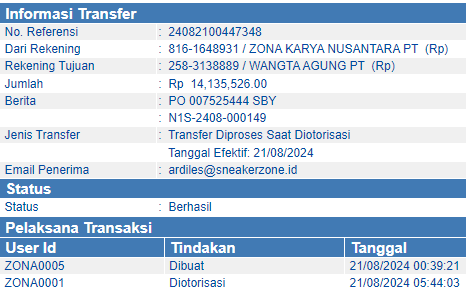 Informasi Transfer
No. Referensi : 24082100447348
Dari Rekening : 816-1648931 / ZONA KARYA NUSANTARA PT (Rp)
Rekening Tujuan : 258-3138889 / WANGTA AGUNG PT (Rp)
Jumlah : Rp 14,135,526.00
Berita : PO 007525444 SBY
: N1S-2408-000149
Jenis Transfer : Transfer Diproses Saat Diotorisasi
Tanggal Efektif: 21/08/2024
Email Penerima : ardiles@sneakerzone.id
Status
Status : Berhasil
Pelaksana Transaksi
User Id Tindakan Tanggal
ZONA0005 Dibuat 21/08/2024 00:39:21
ZONA0001 Diotorisasi 21/08/2024 05:44:03